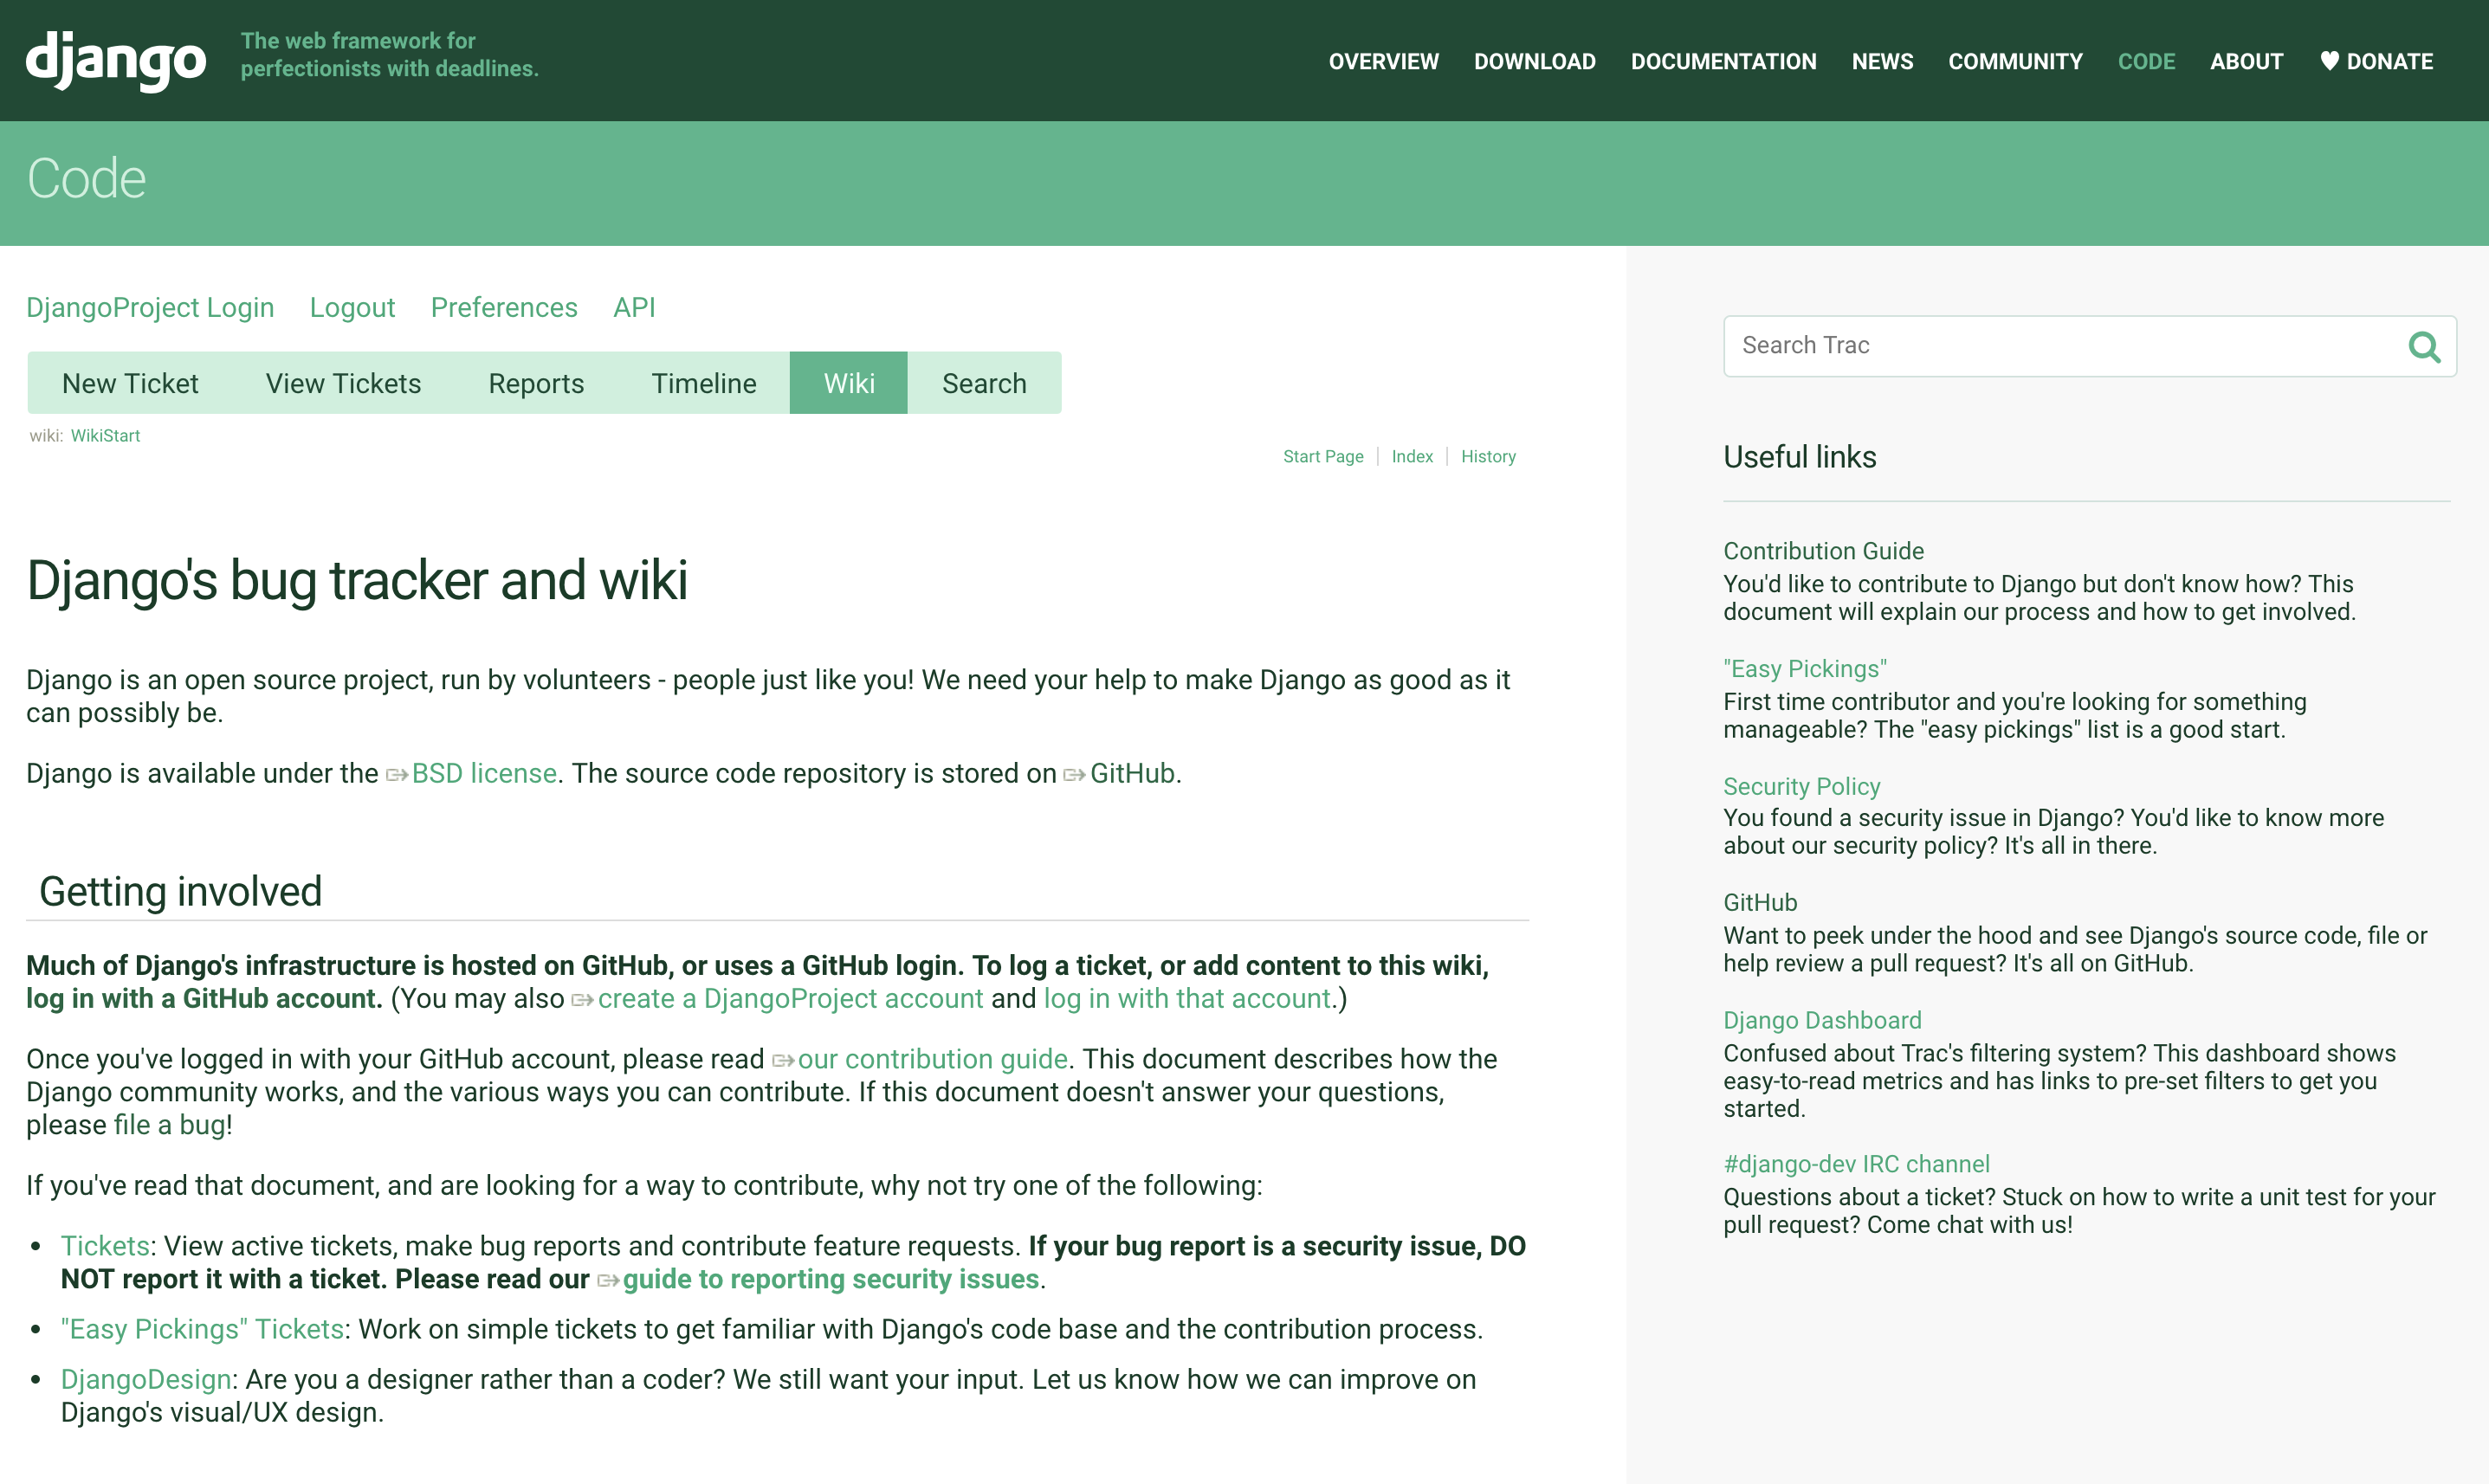 django
The web framework for
perfectionists with deadlines.
OVERVIEW DOWNLOAD DOCUMENTATION NEWS COMMUNITY CODE ABOUT DONATE
Code
DjangoProject Login Logout Preferences API
New Ticket View Tickets Reports Timeline Wiki Search
wiki: WikiStart
Start Page Index History
Django's bug tracker and wiki
Django is an open source project, run by volunteers - people just like you! We need your help to make Django as good as it
can possibly be.
Django is available under the BSD license. The source code repository is stored on GitHub.
Getting involved
Much of Django's infrastructure is hosted on GitHub, or uses a GitHub login. To log a ticket, or add content to this wiki,
log in with a GitHub account. (You may also create a DjangoProject account and log in with that account.)
Once you've logged in with your GitHub account, please read our contribution guide. This document describes how the
Django community works, and the various ways you can contribute. If this document doesn't answer your questions,
please file a bug!
If you've read that document, and are looking for a way to contribute, why not try one of the following:
• Tickets: View active tickets, make bug reports and contribute feature requests. If your bug report is a security issue, DO
NOT report it with a ticket. Please read our guide to reporting security issues.
• "Easy Pickings" Tickets: Work on simple tickets to get familiar with Django's code base and the contribution process.
• DjangoDesign: Are you a designer rather than a coder? We still want your input. Let us know how we can improve on
Django's visual/UX design.
Search Trac
Useful links
Contribution Guide
You'd like to contribute to Django but don't know how? This
document will explain our process and how to get involved.
"Easy Pickings"
First time contributor and you're looking for something
manageable? The "easy pickings" list is a good start.
Security Policy
You found a security issue in Django? You'd like to know more
about our security policy? It's all in there.
GitHub
Want to peek under the hood and see Django's source code, file or
help review a pull request? It's all on GitHub.
Django Dashboard
Confused about Trac's filtering system? This dashboard shows
easy-to-read metrics and has links to pre-set filters to get you
started.
#django-dev IRC channel
Questions about a ticket? Stuck on how to write a unit test for your
pull request? Come chat with us!